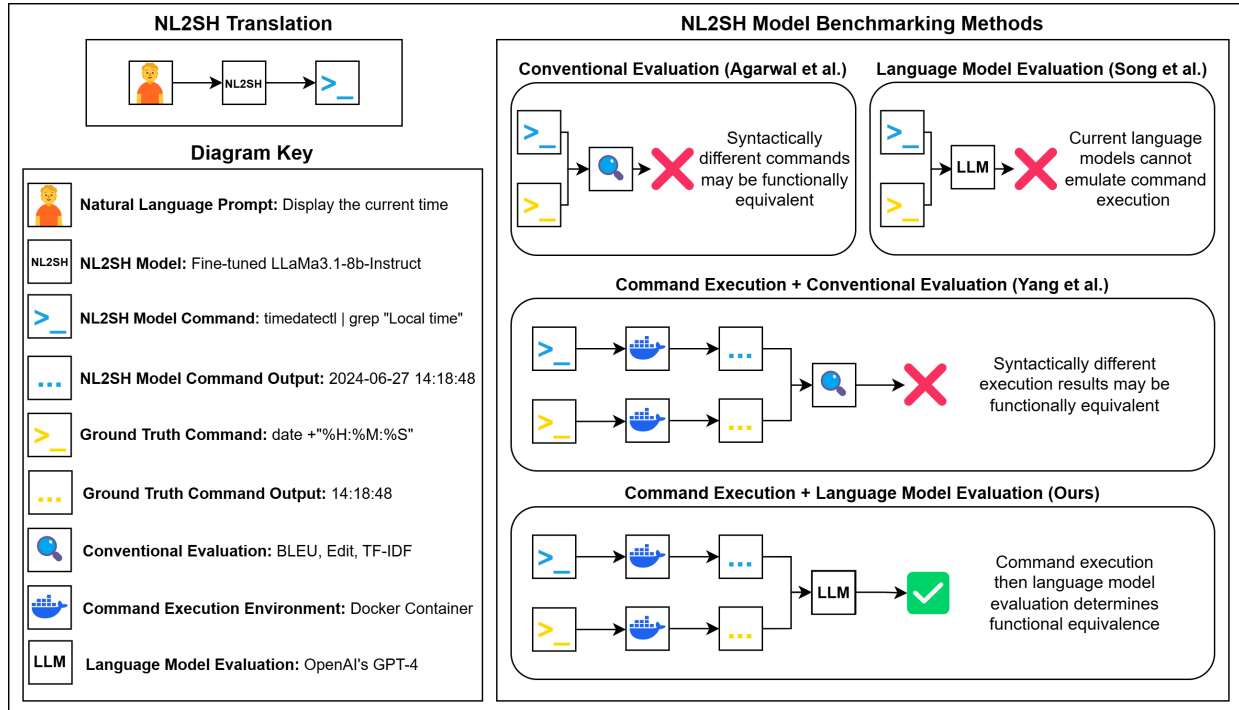 NL2SH Translation
NL2SH
>_
Diagram Key
Natural Language Prompt: Display the current time
NL2SH
NL2SH Model: Fine-tuned LLaMa3.1-8b-Instruct
>_
NL2SH Model Command: timedatectl | grep "Local time"
...
NL2SH Model Command Output: 2024-06-27 14:18:48
>_
Ground Truth Command: date +"%H:%M:%S"
...
Ground Truth Command Output: 14:18:48
Conventional Evaluation: BLEU, Edit, TF-IDF
Command Execution Environment: Docker Container
LLM
Language Model Evaluation: OpenAI's GPT-4
NL2SH Model Benchmarking Methods
Conventional Evaluation (Agarwal et al.)
>_
>_
Syntactically
different commands
may be functionally
equivalent
Language Model Evaluation (Song et al.)
>_
>_
LLM
Current language
models cannot
emulate command
execution
Command Execution + Conventional Evaluation (Yang et al.)
>_
...
>_
...
Syntactically different
execution results may be
functionally equivalent
Command Execution + Language Model Evaluation (Ours)
>_
...
>_
...
LLM
Command execution
then language model
evaluation determines
functional equivalence